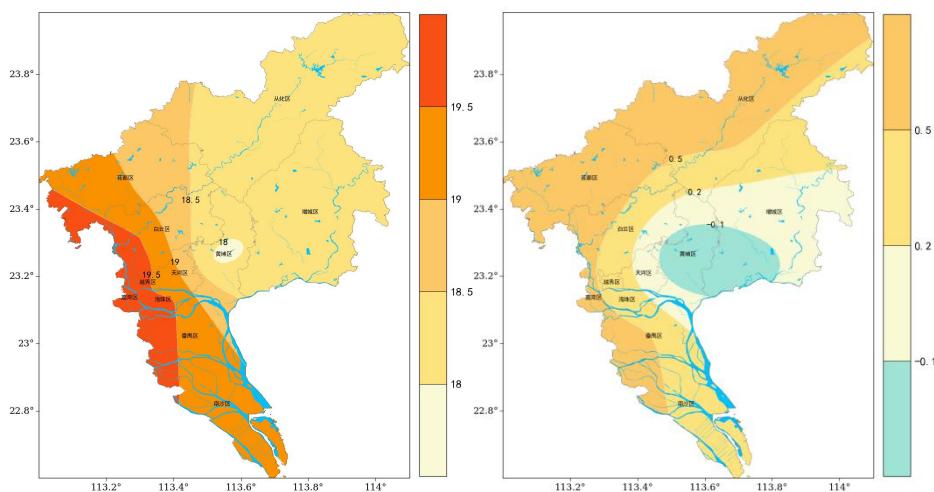 23.8°
23.6°
23.4°
23.2°
23°
22.8°
113.2°
113.4°
113.6°
113.8°
114°
从化区
花都区
18.5
增城区
白云区
18
黄埔区
19
天河区
19.5
越秀区
荔湾区
海珠区
番禺区
南沙区
19.5
19
18.5
18
23.8°
23.6°
23.4°
23.2°
23°
22.8°
113.2°
113.4°
113.6°
113.8°
114°
从化区
0.5
花都区
0.2
增城区
白云区
-0.1
黄埔区
天河区
越秀区
荔湾区
海珠区
番禺区
南沙区
0.5
0.2
-0.1